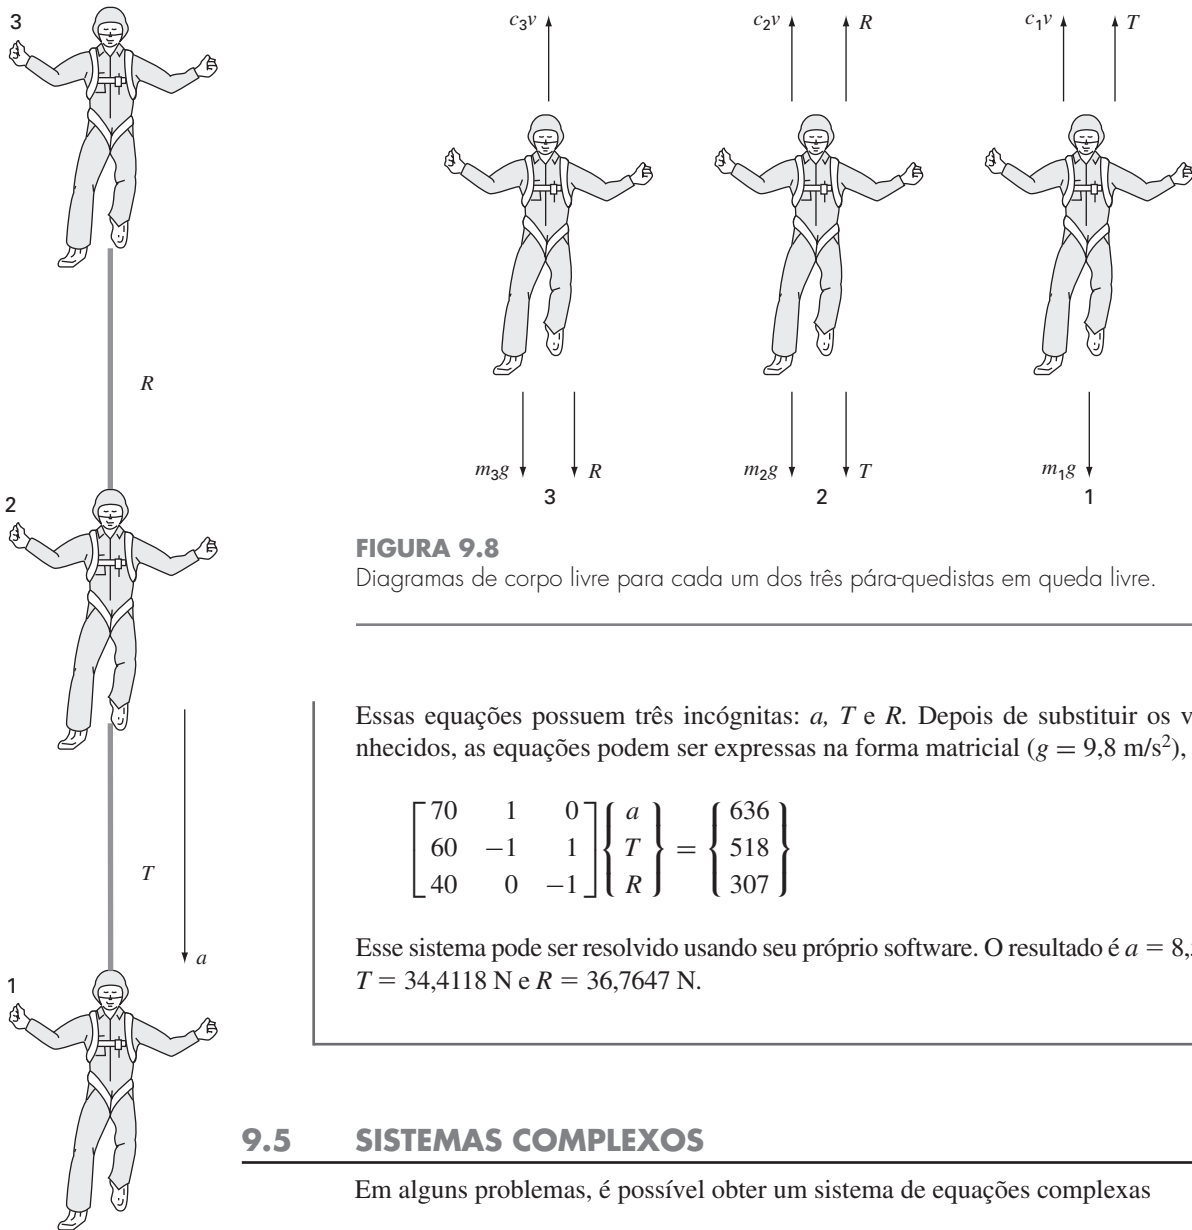 3
R
2
T
a
1
c₃v
c₂v R
c₁v T
m₃g R
3
m₂g T
2
m₁g
1
FIGURA 9.8
Diagramas de corpo livre para cada um dos três pára-quedistas em queda livre.
Essas equações possuem três incógnitas: a, T e R. Depois de substituir os v
nhecidos, as equações podem ser expressas na forma matricial (g = 9,8 m/s²),
[70 1 0] {a} = {636}
[60 −1 1] {T} {518}
[40 0 −1] {R} {307}
Esse sistema pode ser resolvido usando seu próprio software. O resultado é a = 8,
T = 34,4118 N e R = 36,7647 N.
9.5 SISTEMAS COMPLEXOS
Em alguns problemas, é possível obter um sistema de equações complexas